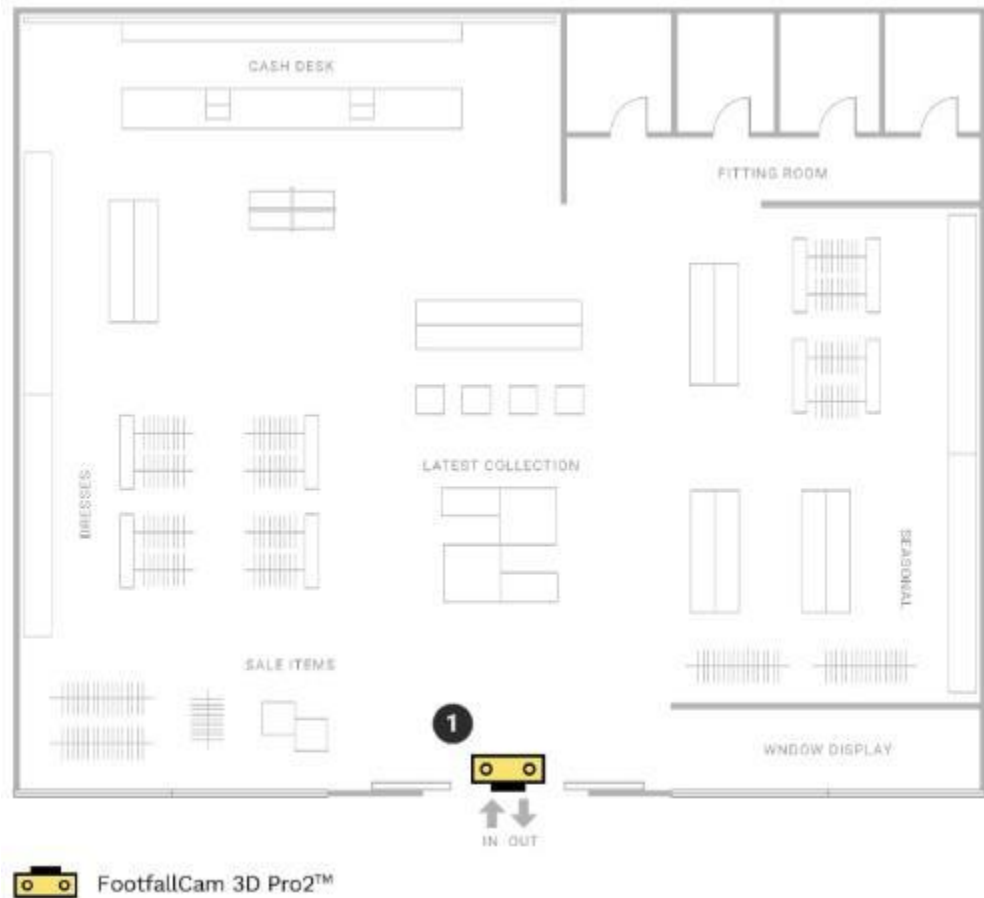 CASH DESK
FITTING ROOM
LATEST COLLECTION
DRESSES
SEASONAL
SALE ITEMS
1
WNDOW DISPLAY
IN OUT
FootfallCam 3D Pro2™